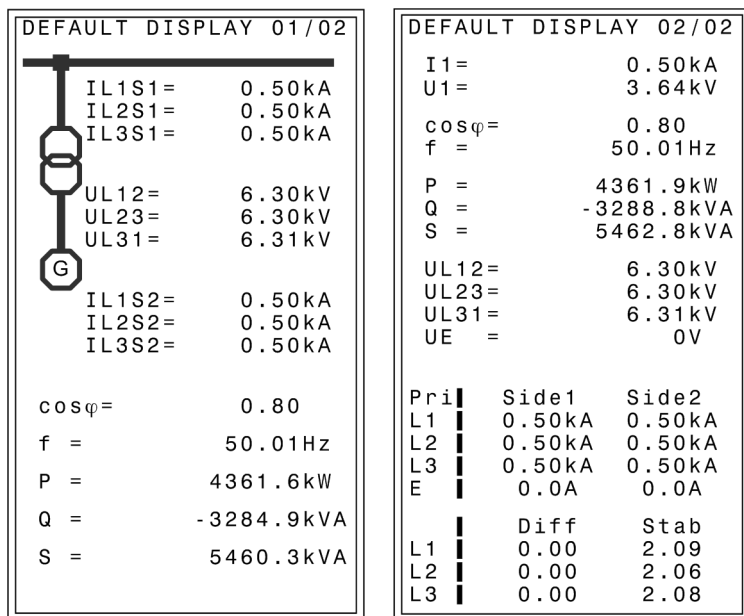 DEFAULT DISPLAY 01/02
IL1S1= 0.50kA
IL2S1= 0.50kA
IL3S1= 0.50kA
UL12= 6.30kV
UL23= 6.30kV
UL31= 6.31kV
G
IL1S2= 0.50kA
IL2S2= 0.50kA
IL3S2= 0.50kA
cosφ= 0.80
f = 50.01Hz
P = 4361.6kW
Q = -3284.9kVA
S = 5460.3kVA
DEFAULT DISPLAY 02/02
I1= 0.50kA
U1= 3.64kV
cosφ= 0.80
f = 50.01Hz
P = 4361.9kW
Q = -3288.8kVA
S = 5462.8kVA
UL12= 6.30kV
UL23= 6.30kV
UL31= 6.31kV
UE = 0V
Pri Side1 Side2
L1 0.50kA 0.50kA
L2 0.50kA 0.50kA
L3 0.50kA 0.50kA
E 0.0A 0.0A
Diff Stab
L1 0.00 2.09
L2 0.00 2.06
L3 0.00 2.08